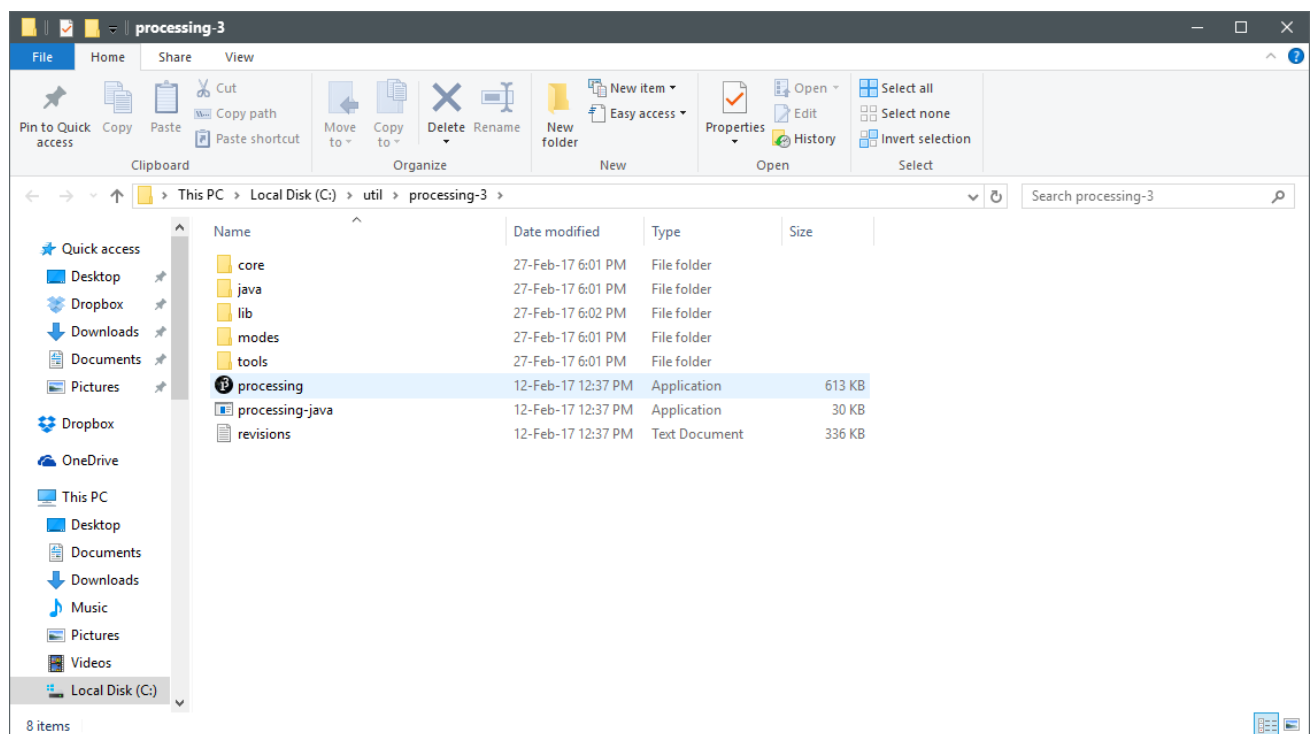 processing-3
File Home Share View
Pin to Quick access
Copy
Paste
Cut
Copy path
Paste shortcut
Clipboard
Move to
Copy to
Delete
Rename
Organize
New folder
New item
Easy access
New
Properties
Open
Edit
History
Open
Select all
Select none
Invert selection
Select
This PC > Local Disk (C:) > util > processing-3 >
Search processing-3
Quick access
Desktop
Dropbox
Downloads
Documents
Pictures
Dropbox
OneDrive
This PC
Desktop
Documents
Downloads
Music
Pictures
Videos
Local Disk (C:)
Name Date modified Type Size
core 27-Feb-17 6:01 PM File folder
java 27-Feb-17 6:01 PM File folder
lib 27-Feb-17 6:02 PM File folder
modes 27-Feb-17 6:01 PM File folder
tools 27-Feb-17 6:01 PM File folder
processing 12-Feb-17 12:37 PM Application 613 KB
processing-java 12-Feb-17 12:37 PM Application 30 KB
revisions 12-Feb-17 12:37 PM Text Document 336 KB
8 items